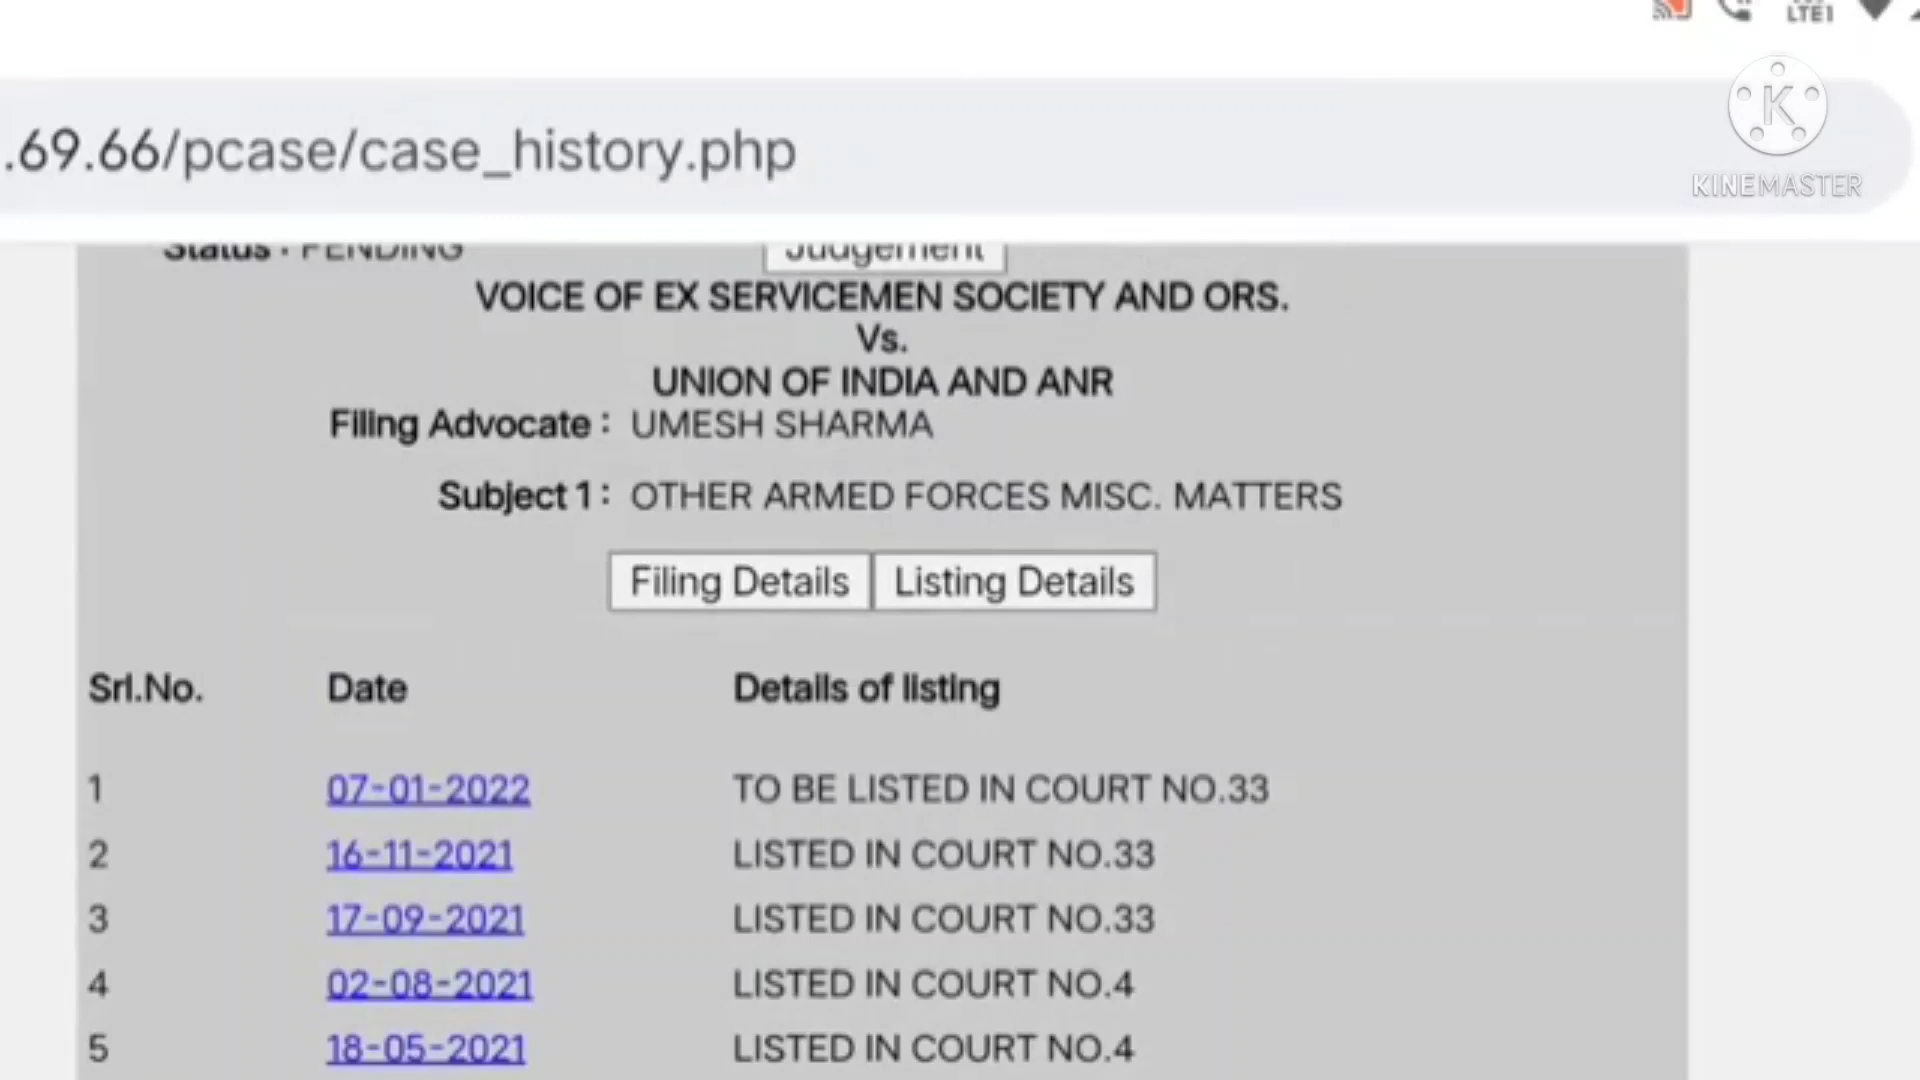 LTE1
.69.66/pcase/case_history.php
KINEMASTER
Status : PENDING
Judgement
VOICE OF EX SERVICEMEN SOCIETY AND ORS.
Vs.
UNION OF INDIA AND ANR
Filing Advocate : UMESH SHARMA
Subject 1 : OTHER ARMED FORCES MISC. MATTERS
Filing Details Listing Details
Srl.No. Date Details of listing
1 07-01-2022 TO BE LISTED IN COURT NO.33
2 16-11-2021 LISTED IN COURT NO.33
3 17-09-2021 LISTED IN COURT NO.33
4 02-08-2021 LISTED IN COURT NO.4
5 18-05-2021 LISTED IN COURT NO.4